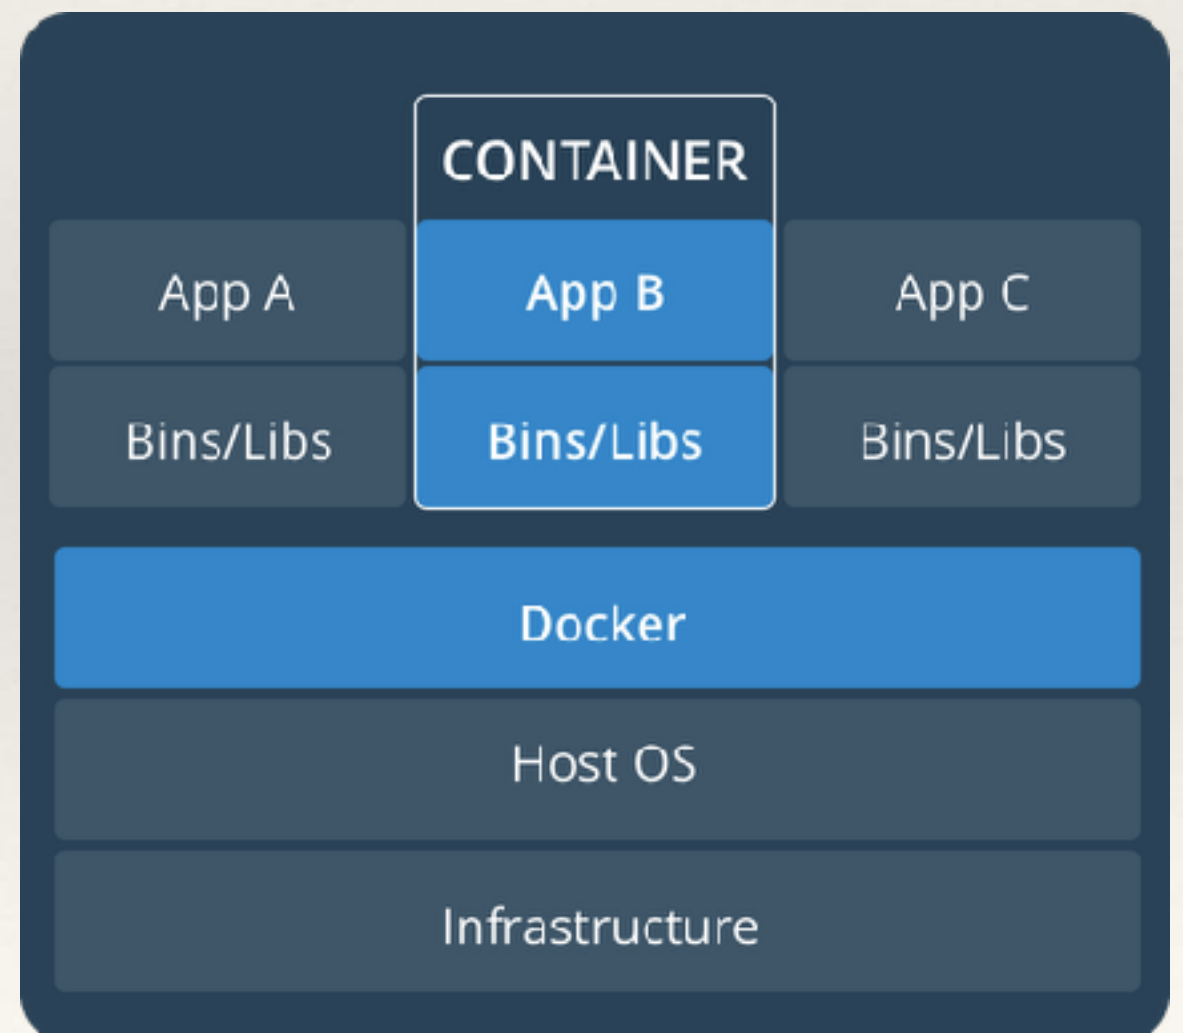 CONTAINER
App A
App B
App C
Bins/Libs
Bins/Libs
Bins/Libs
Docker
Host OS
Infrastructure